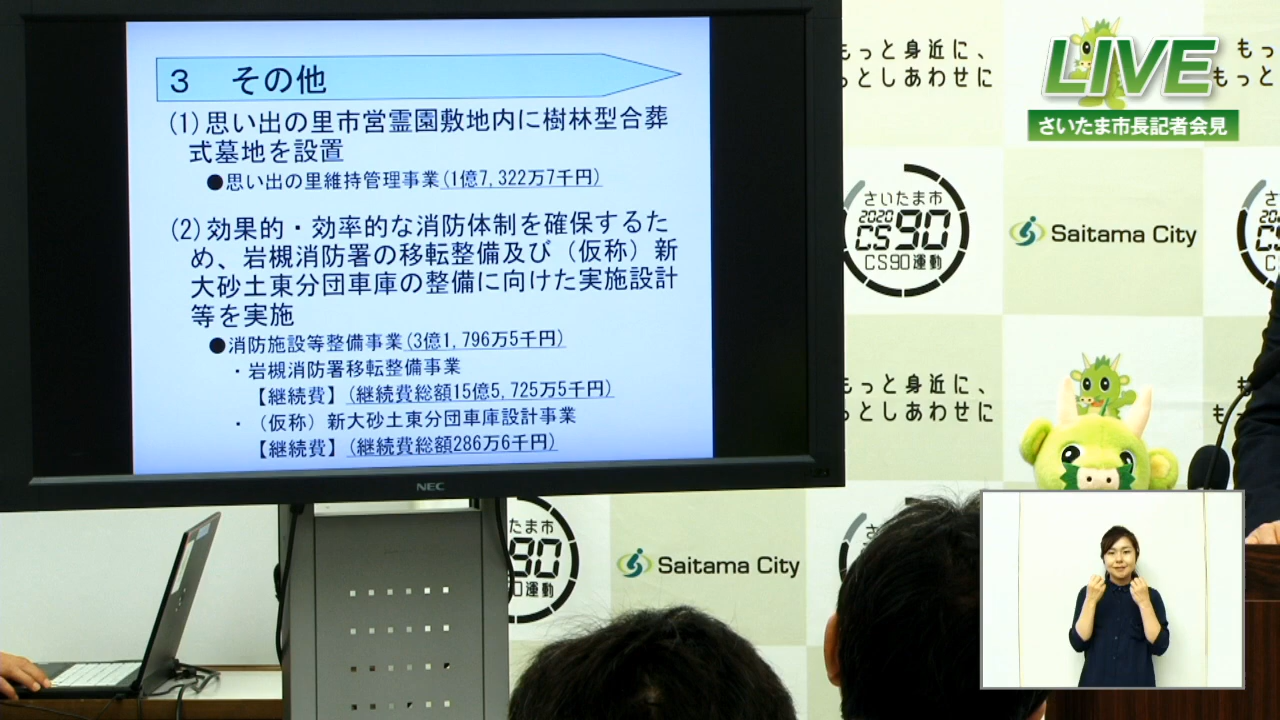 3 その他
(1) 思い出の里市営霊園敷地内に樹林型合葬
式墓地を設置
●思い出の里維持管理事業(1億7,322万7千円)
(2) 効果的・効率的な消防体制を確保するた
め、岩槻消防署の移転整備及び（仮称）新
大砂土東分団車庫の整備に向けた実施設計
等を実施
●消防施設等整備事業(3億1,796万5千円)
・岩槻消防署移転整備事業
【継続費】(継続費総額15億5,725万5千円)
・（仮称）新大砂土東分団車庫設計事業
【継続費】(継続費総額286万6千円)
NEC
LIVE
さいたま市長記者会見
もっと身近に、
っとしあわせに
もっ
もっと
さいたま市
2020
CS90
CS90運動
Saitama City
もっと身近に、
っとしあわせに
たま市
90
運動
Saitama City